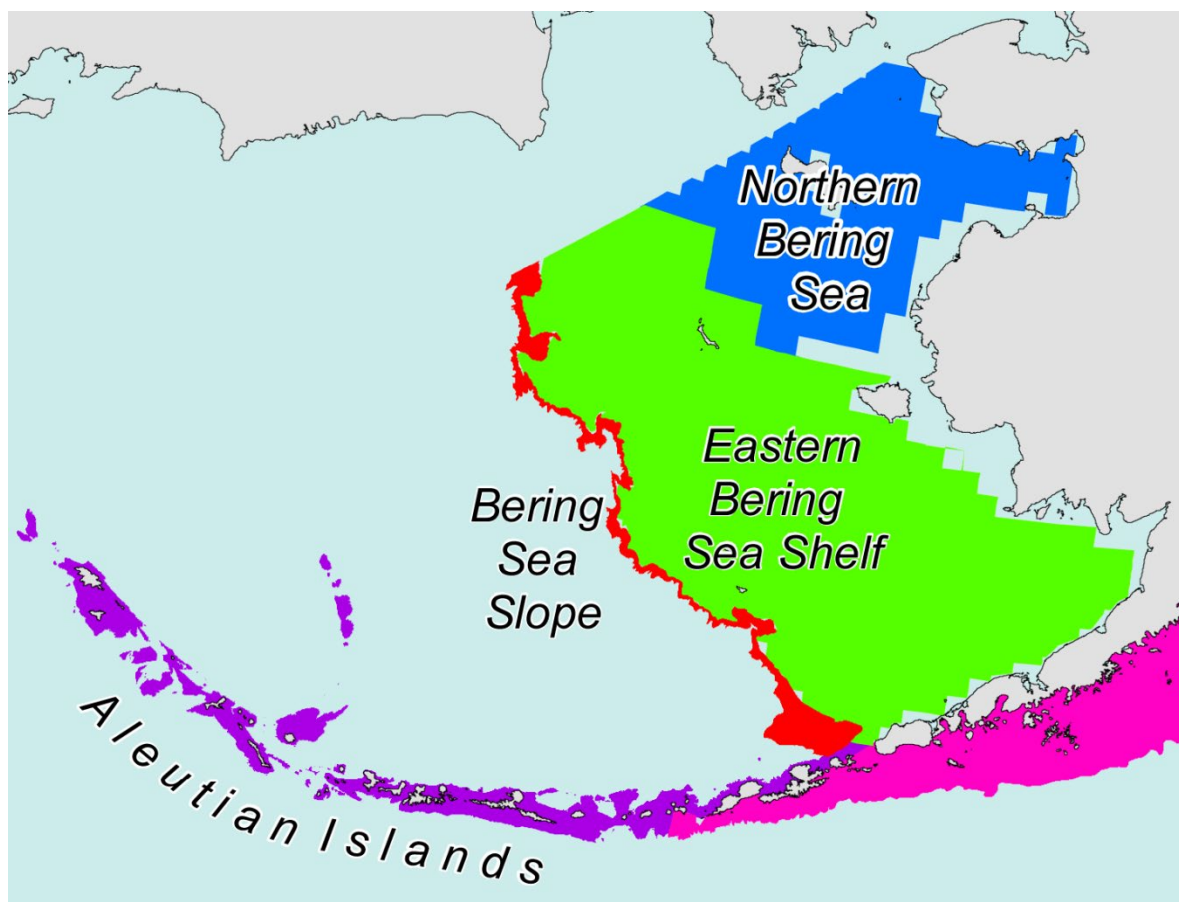 Northern
Bering
Sea
Eastern
Bering
Sea Shelf
Bering
Sea
Slope
Aleutian Islands